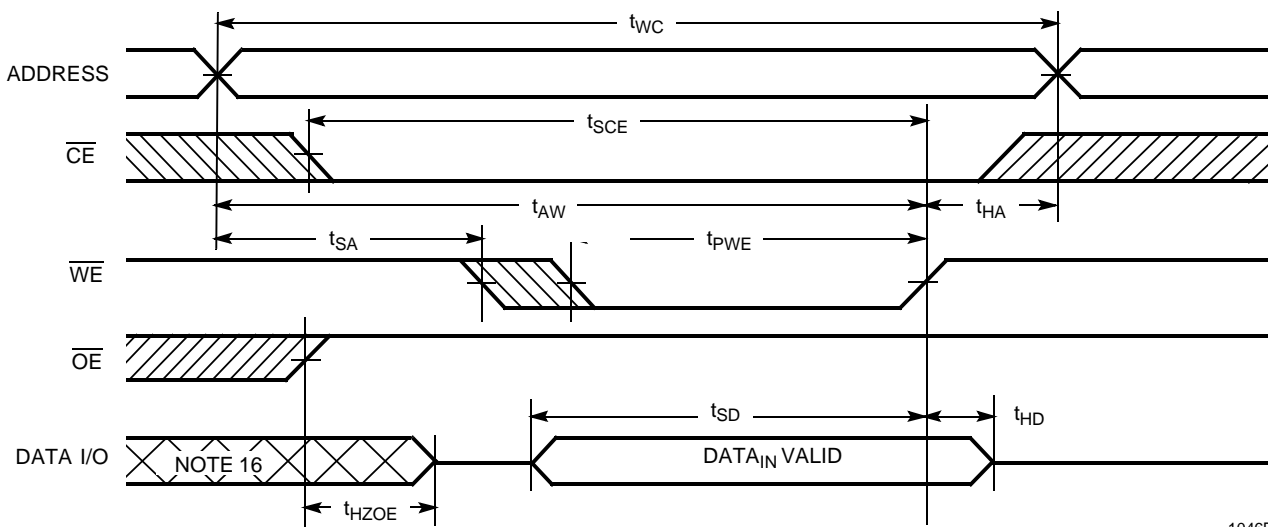 tWC
ADDRESS
tSCE
CE
tAW
tHA
tSA
tPWE
WE
OE
tSD
tHD
DATA I/O
NOTE 16
DATAIN VALID
tHZOE